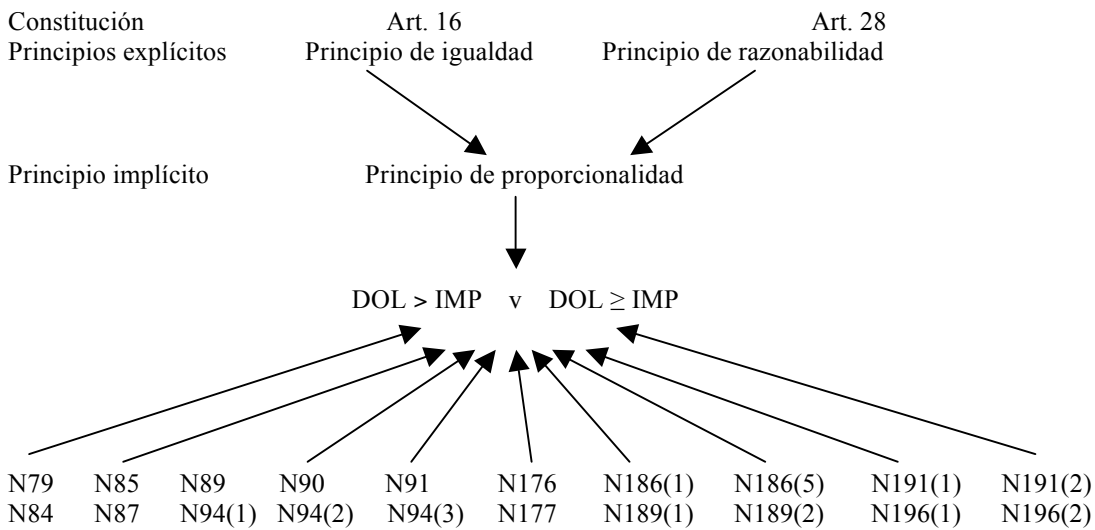 Constitución Art. 16 Art. 28
Principios explícitos Principio de igualdad Principio de razonabilidad
Principio implícito Principio de proporcionalidad
DOL > IMP v DOL ≥ IMP
N79 N85 N89 N90 N91 N176 N186(1) N186(5) N191(1) N191(2)
N84 N87 N94(1) N94(2) N94(3) N177 N189(1) N189(2) N196(1) N196(2)